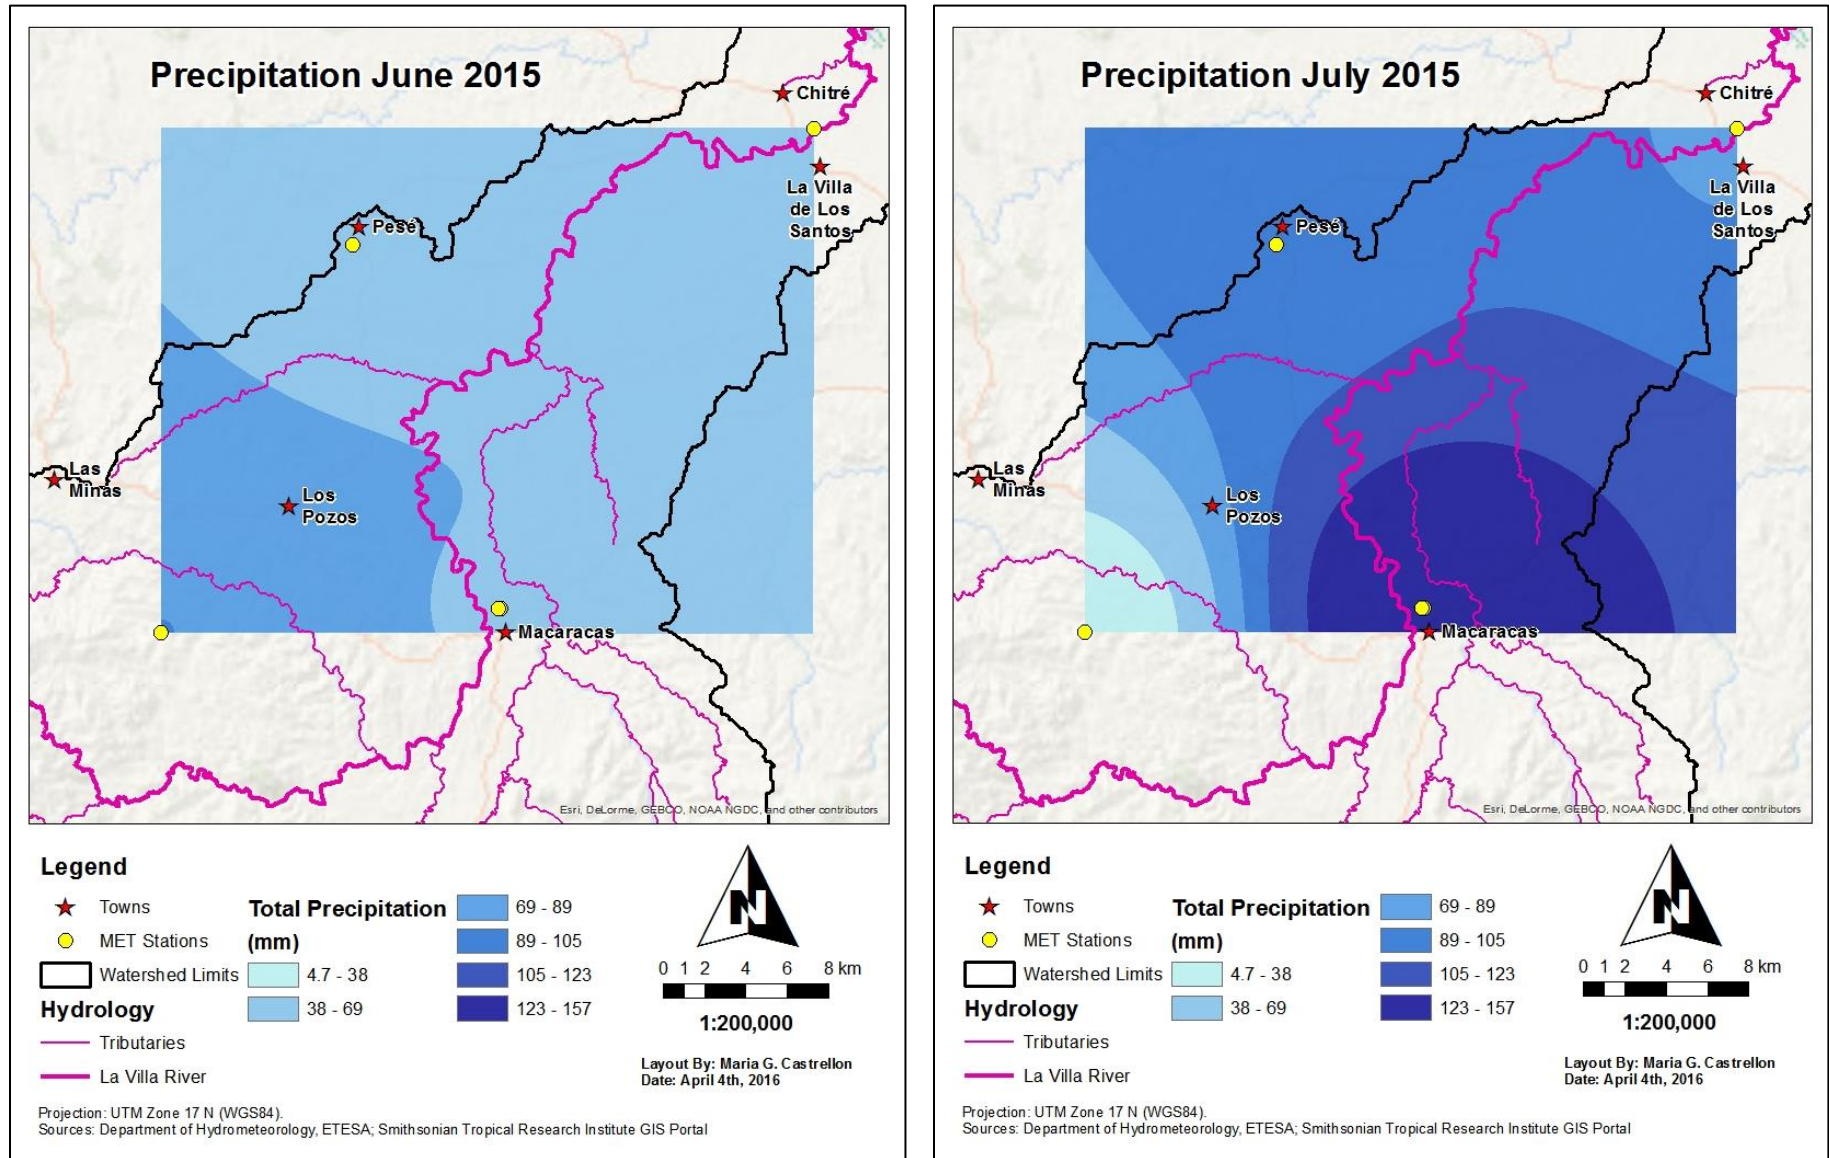 Precipitation June 2015
Chitré
La Villa
de Los
Santos
Pesé
Las
Minas
Los
Pozos
Macaracas
Esri, DeLorme, GEBCO, NOAA NGDC, and other contributors
Legend
Towns
MET Stations
Watershed Limits
Hydrology
Tributaries
La Villa River
Total Precipitation
(mm)
4.7 - 38
38 - 69
69 - 89
89 - 105
105 - 123
123 - 157
N
0 1 2 4 6 8 km
1:200,000
Layout By: Maria G. Castrellon
Date: April 4th, 2016
Projection: UTM Zone 17 N (WGS84).
Sources: Department of Hydrometeorology, ETESA; Smithsonian Tropical Research Institute GIS Portal
Precipitation July 2015
Chitré
La Villa
de Los
Santos
Pesé
Las
Minas
Los
Pozos
Macaracas
Esri, DeLorme, GEBCO, NOAA NGDC, and other contributors
Legend
Towns
MET Stations
Watershed Limits
Hydrology
Tributaries
La Villa River
Total Precipitation
(mm)
4.7 - 38
38 - 69
69 - 89
89 - 105
105 - 123
123 - 157
N
0 1 2 4 6 8 km
1:200,000
Layout By: Maria G. Castrellon
Date: April 4th, 2016
Projection: UTM Zone 17 N (WGS84).
Sources: Department of Hydrometeorology, ETESA; Smithsonian Tropical Research Institute GIS Portal